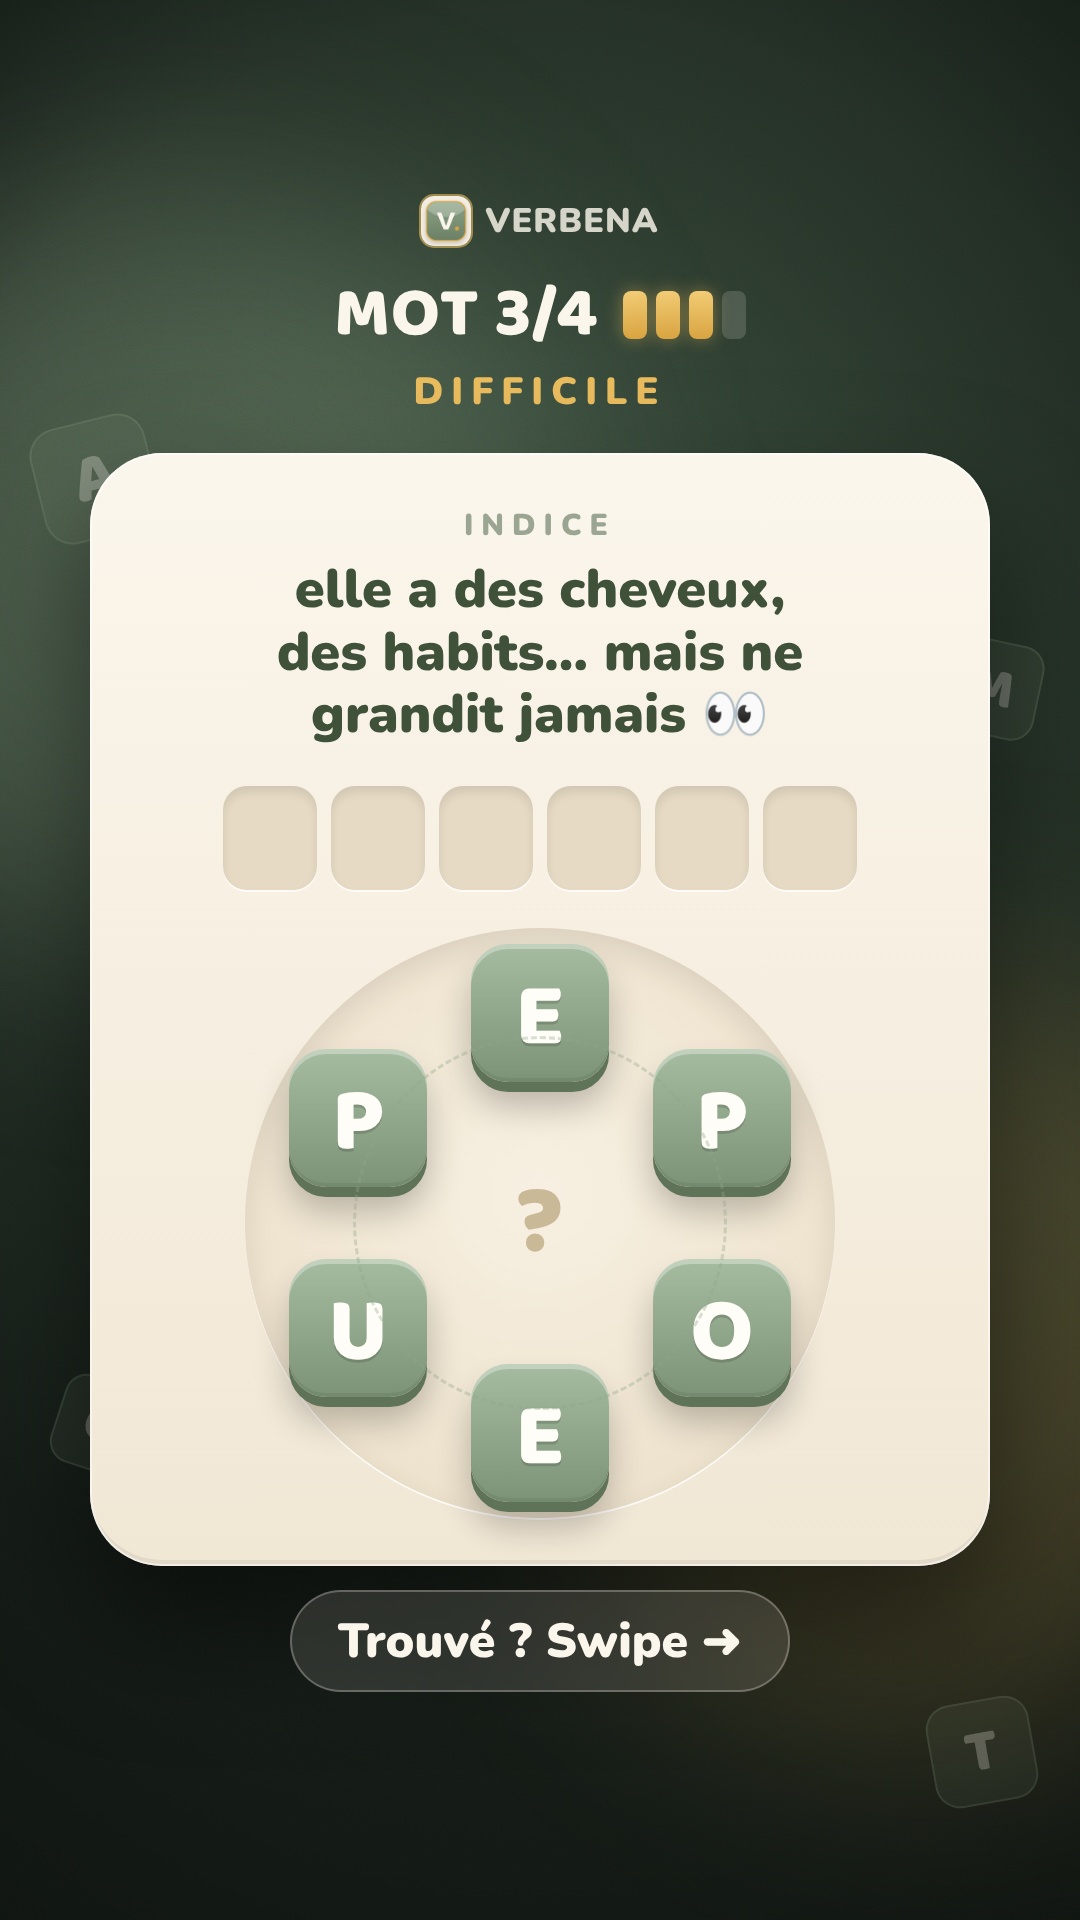 V.
VERBENA
MOT 3/4
DIFFICILE
A
INDICE
elle a des cheveux,
des habits... mais ne
grandit jamais 👀
M
E
P
P
?
U
O
E
Trouvé ? Swipe ➜
T